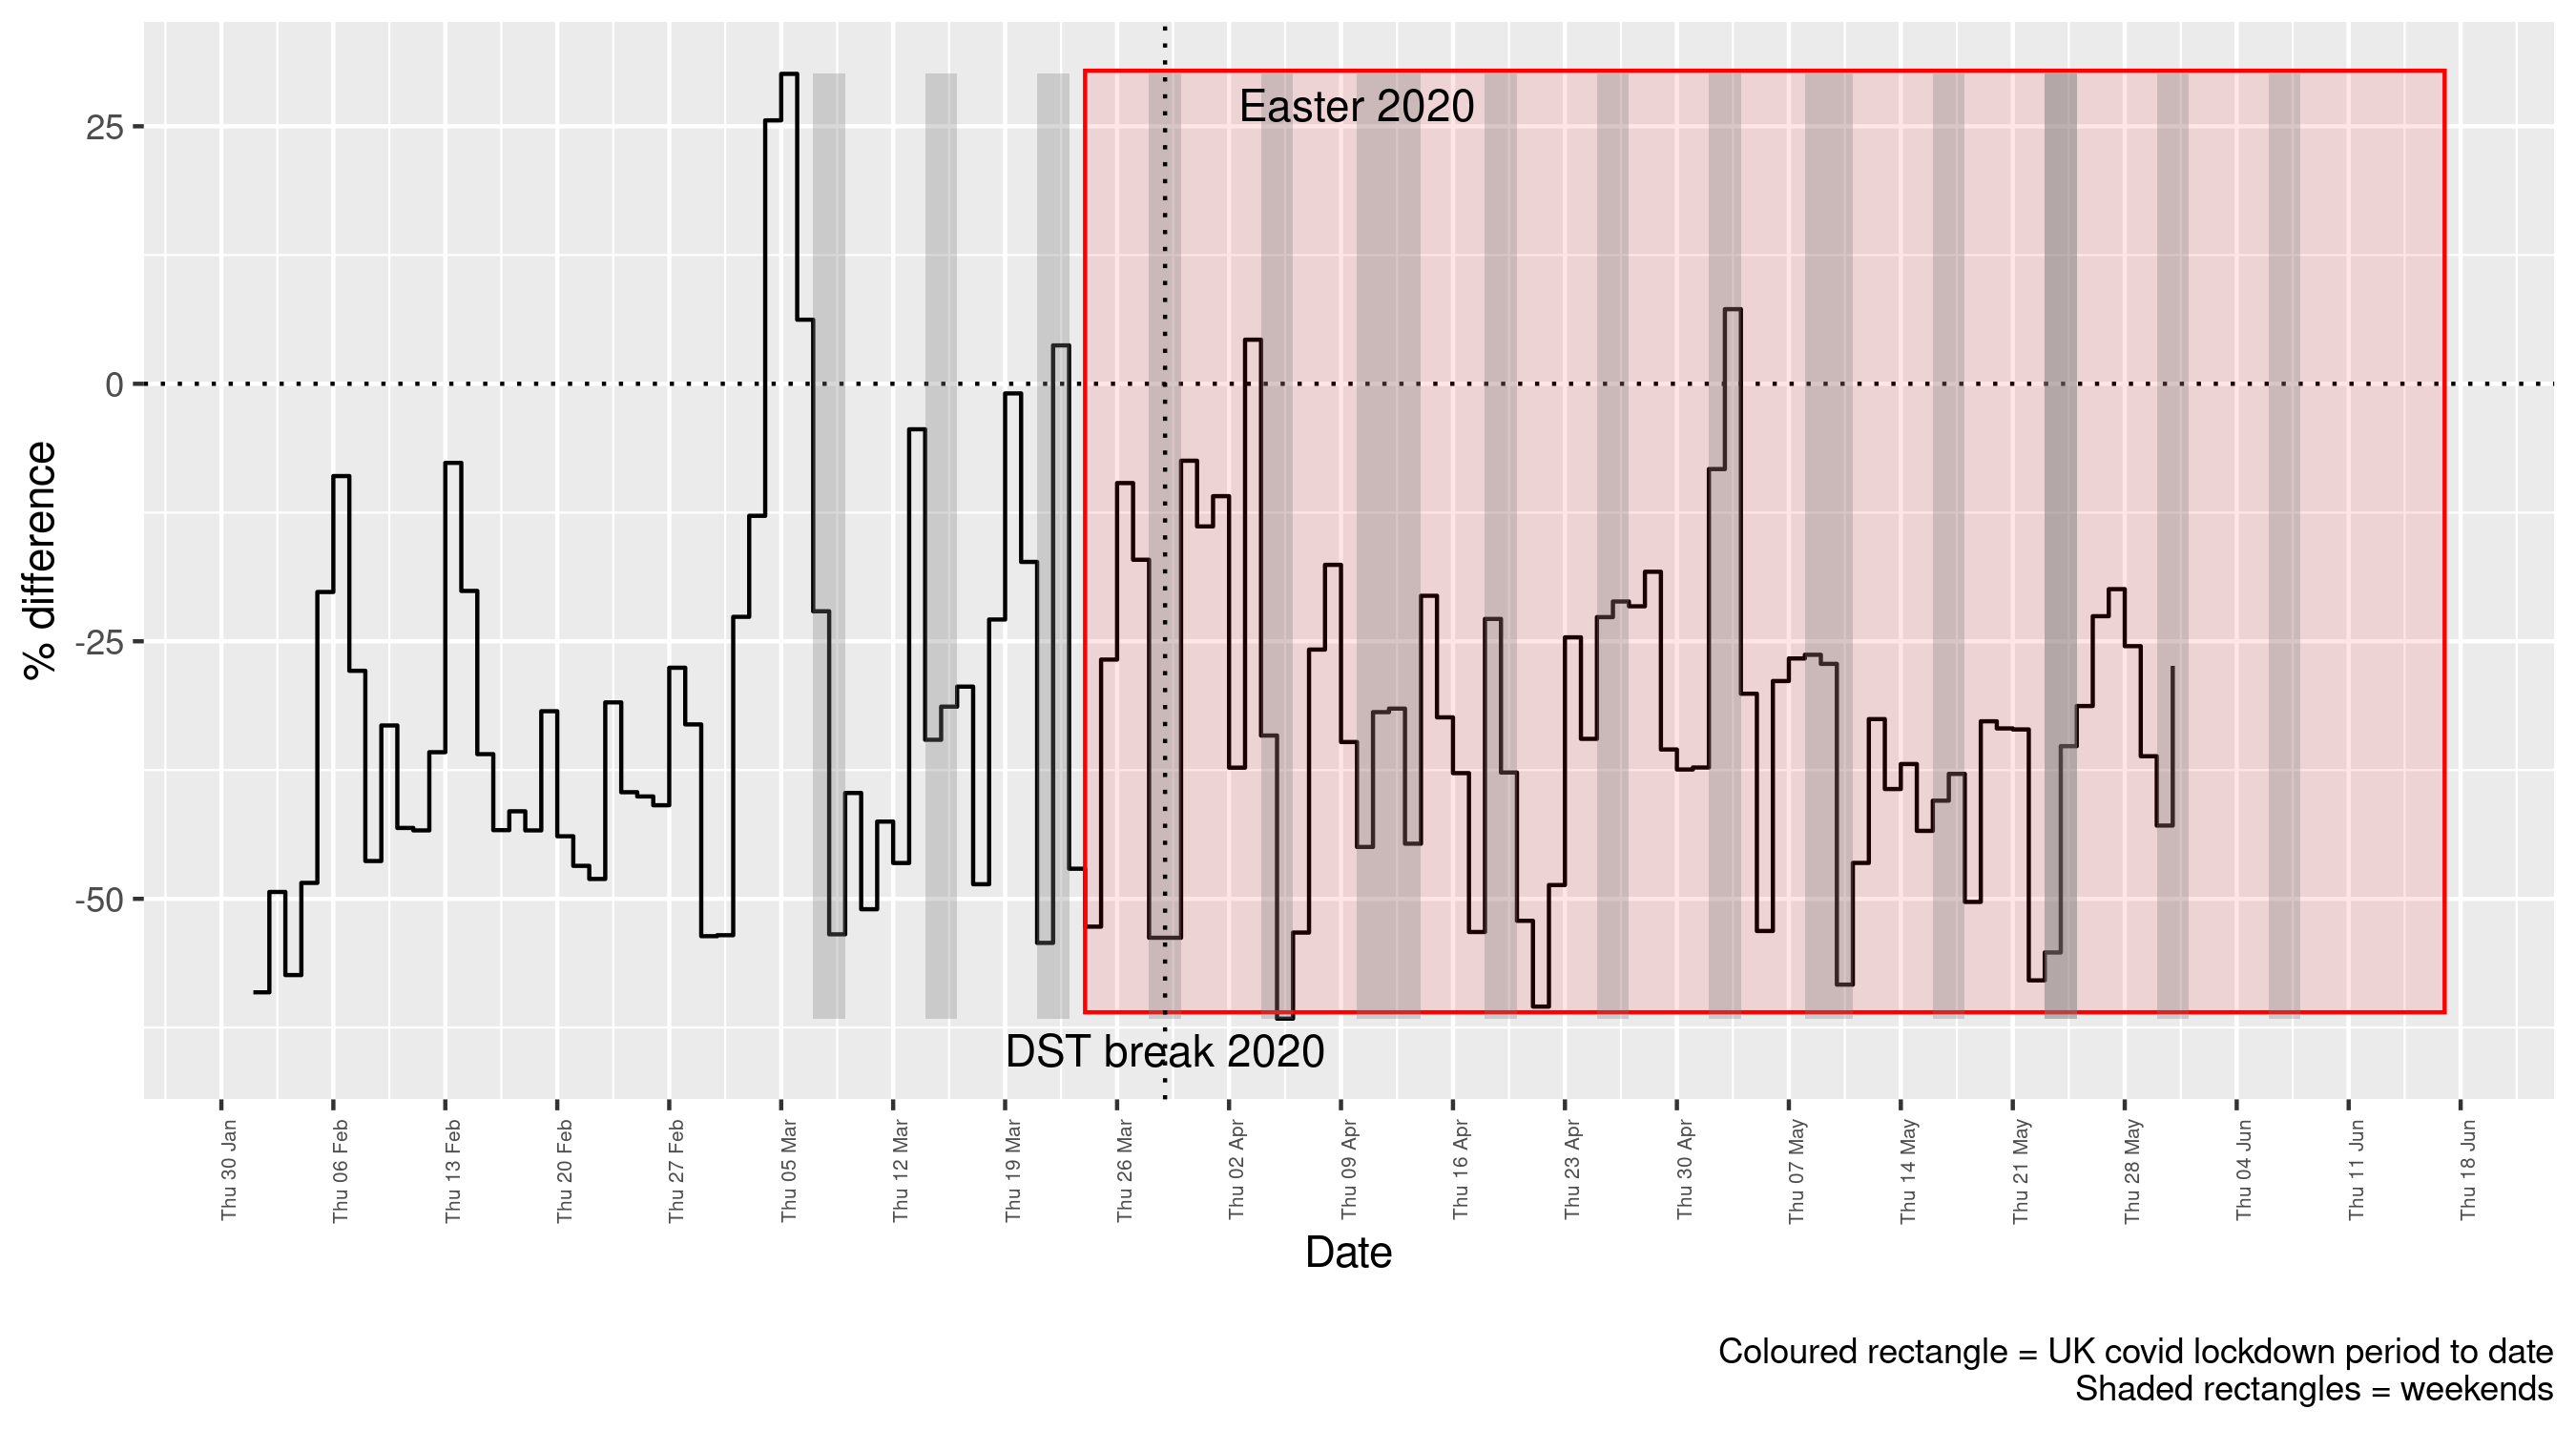 Easter 2020
25
0
-25
-50
% difference
DST break 2020
Thu 30 Jan
Thu 06 Feb
Thu 13 Feb
Thu 20 Feb
Thu 27 Feb
Thu 05 Mar
Thu 12 Mar
Thu 19 Mar
Thu 26 Mar
Thu 02 Apr
Thu 09 Apr
Thu 16 Apr
Thu 23 Apr
Thu 30 Apr
Thu 07 May
Thu 14 May
Thu 21 May
Thu 28 May
Thu 04 Jun
Thu 11 Jun
Thu 18 Jun
Date
Coloured rectangle = UK covid lockdown period to date
Shaded rectangles = weekends